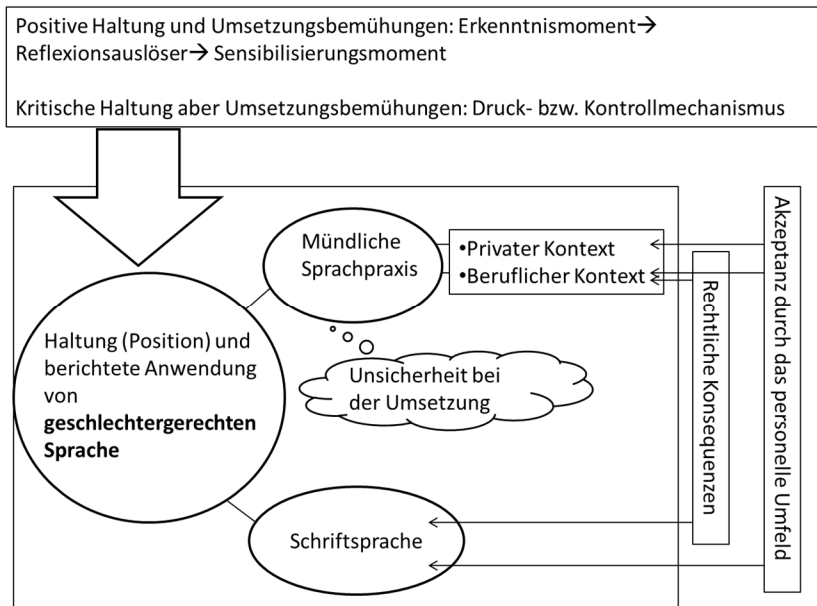 Positive Haltung und Umsetzungsbemühungen: Erkenntnismoment→
Reflexionsauslöser→ Sensibilisierungsmoment
Kritische Haltung aber Umsetzungsbemühungen: Druck- bzw. Kontrollmechanismus
Mündliche
Sprachpraxis
•Privater Kontext
•Beruflicher Kontext
Haltung (Position) und
berichtete Anwendung
von
geschlechtergerechten
Sprache
Unsicherheit bei
der Umsetzung
Schriftsprache
Rechtliche Konsequenzen
Akzeptanz durch das personelle Umfeld